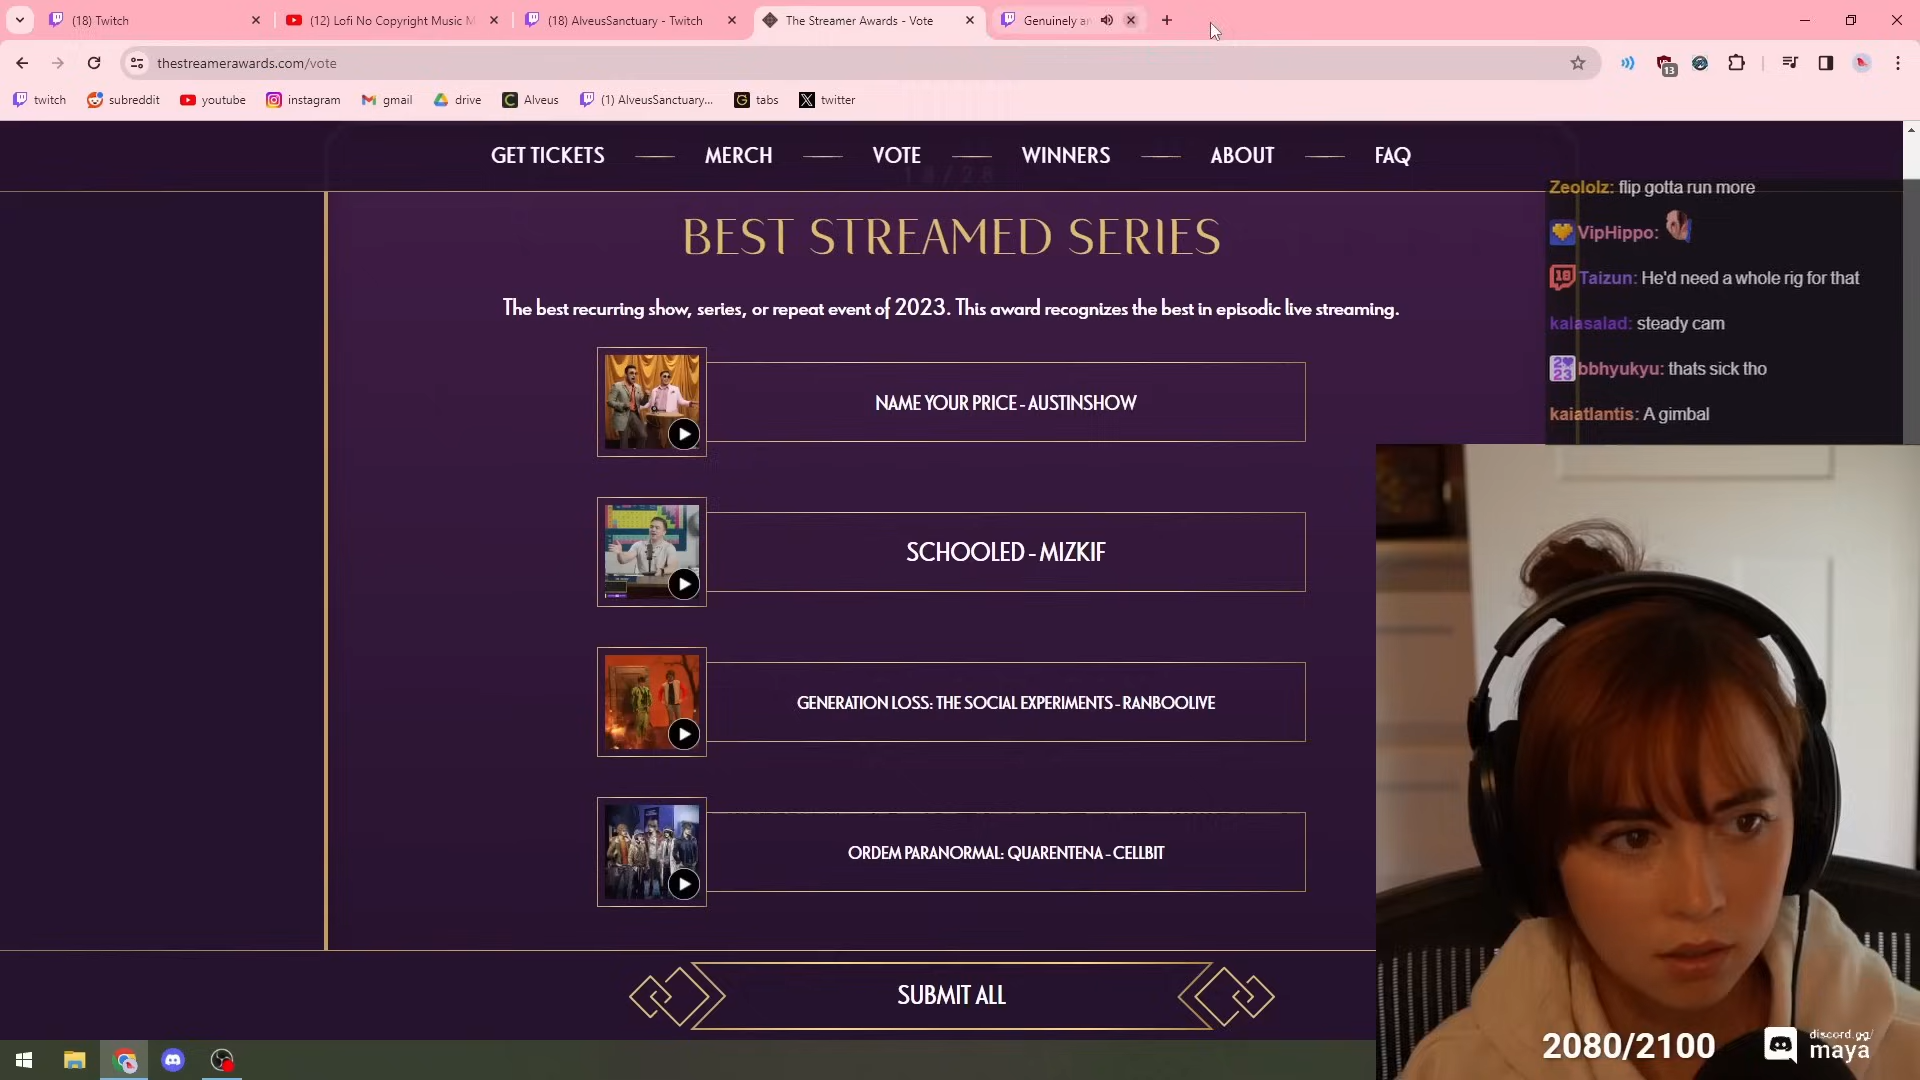 (18) Twitch
(12) Lofi No Copyright Music M
(18) AlveusSanctuary - Twitch
The Streamer Awards - Vote
Genuinely an
thestreamerawards.com/vote
13
twitch
subreddit
youtube
instagram
gmail
drive
Alveus
(1) AlveusSanctuary...
tabs
twitter
GET TICKETS
MERCH
VOTE
WINNERS
ABOUT
FAQ
BEST STREAMED SERIES
The best recurring show, series, or repeat event of 2023. This award recognizes the best in episodic live streaming.
NAME YOUR PRICE - AUSTINSHOW
SCHOOLED - MIZKIF
GENERATION LOSS: THE SOCIAL EXPERIMENTS - RANBOOLIVE
ORDEM PARANORMAL: QUARENTENA - CELLBIT
SUBMIT ALL
Zeololz: flip gotta run more
VipHippo:
Taizun: He'd need a whole rig for that
kalasalad: steady cam
bbhyukyu: thats sick tho
kaiatlantis: A gimbal
2080/2100
discord.gg/
maya